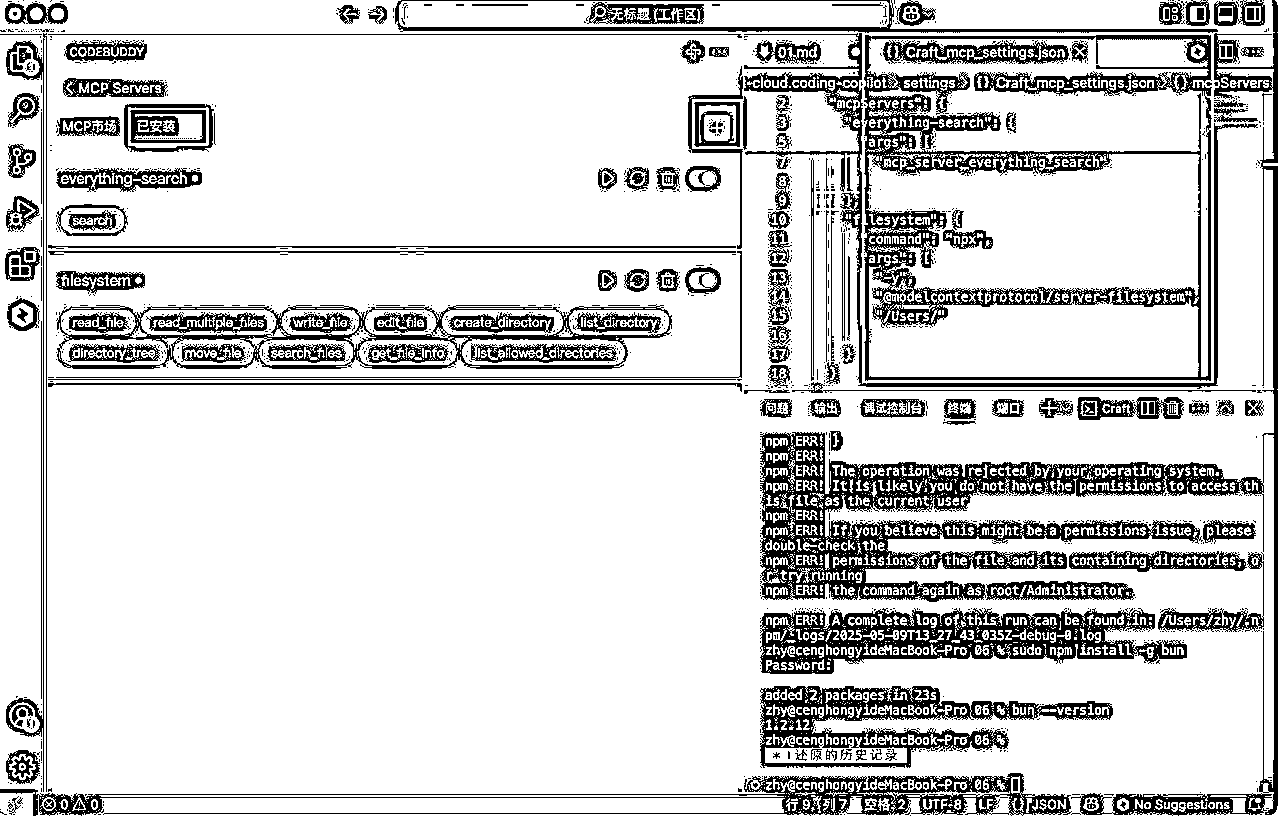 无标题 (工作区)
CODEBUDDY
MCP Servers
MCP市场 已安装
everything-search
search
filesystem
read_file read_multiple_files write_file edit_file create_directory list_directory
directory_tree move_file search_files get_file_info list_allowed_directories
01.md {} Craft_mcp_settings.json
t-cloud.coding-copilot > settings > {} Craft_mcp_settings.json > {} mcpServers
2 "mcpServers": {
3 "everything-search": {
5 "args": [
7 "mcp_server_everything_search"
8
9 },
10 "filesystem": {
11 "command": "npx",
12 "args": [
13 "-y",
14 "@modelcontextprotocol/server-filesystem",
15 "/Users/"
16
17 }
18 }
问题 输出 调试控制台 终端 端口 Craft
npm ERR! }
npm ERR!
npm ERR! The operation was rejected by your operating system.
npm ERR! It is likely you do not have the permissions to access th
is file as the current user
npm ERR!
npm ERR! If you believe this might be a permissions issue, please
double-check the
npm ERR! permissions of the file and its containing directories, o
r try running
npm ERR! the command again as root/Administrator.
npm ERR! A complete log of this run can be found in: /Users/zhy/.n
pm/_logs/2025-05-09T13_27_43_035Z-debug-0.log
zhy@cenghongyideMacBook-Pro 06 % sudo npm install -g bun
Password:
added 2 packages in 23s
zhy@cenghongyideMacBook-Pro 06 % bun --version
1.2.12
zhy@cenghongyideMacBook-Pro 06 %
* 还原的历史记录
zhy@cenghongyideMacBook-Pro 06 %
0 0 行 9, 列 7 空格: 2 UTF-8 LF {} JSON No Suggestions